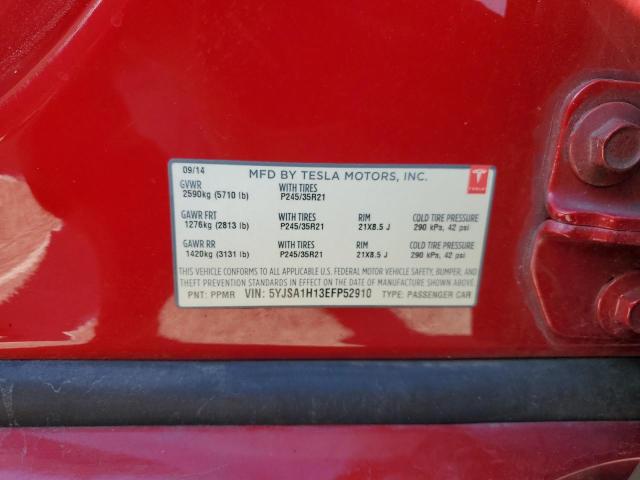 09/14 MFD BY TESLA MOTORS, INC. TESLA
GVWR WITH TIRES
2590kg (5710 lb) P245/35R21
GAWR FRT WITH TIRES RIM COLD TIRE PRESSURE
1276kg (2813 lb) P245/35R21 21X8.5 J 290 kPa, 42 psi
GAWR RR WITH TIRES RIM COLD TIRE PRESSURE
1420kg (3131 lb) P245/35R21 21X8.5 J 290 kPa, 42 psi
THIS VEHICLE CONFORMS TO ALL APPLICABLE U.S. FEDERAL MOTOR VEHICLE SAFETY, BUMPER, AND
THEFT PREVENTION STANDARDS IN EFFECT ON THE DATE OF MANUFACTURE SHOWN ABOVE.
PNT: PPMR VIN: 5YJSA1H13EFP52910 TYPE: PASSENGER CAR